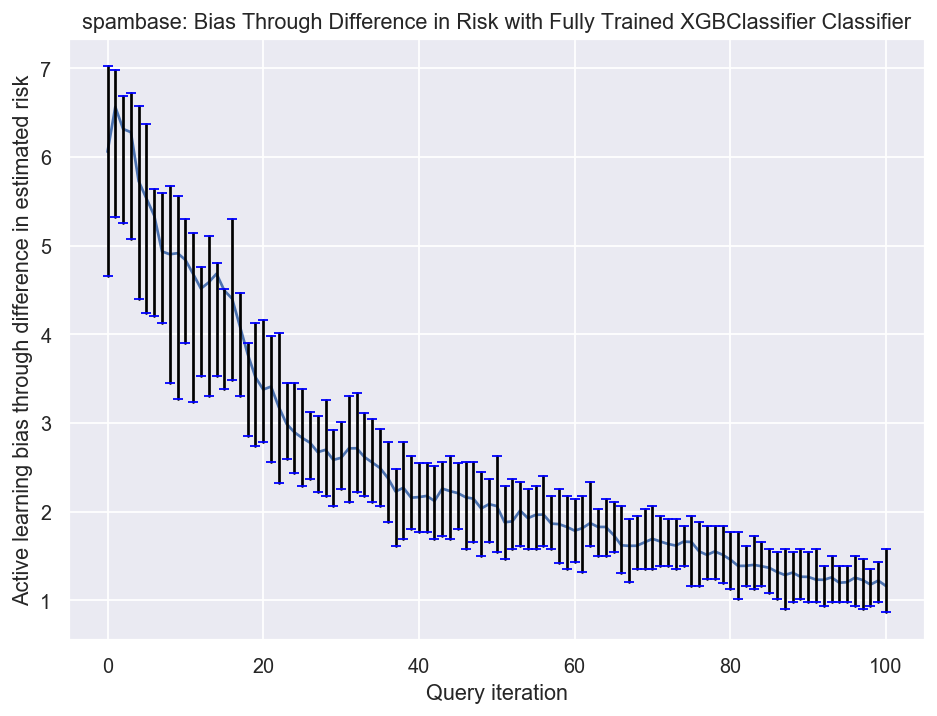 spambase: Bias Through Difference in Risk with Fully Trained XGBClassifier Classifier
Active learning bias through difference in estimated risk
7
6
5
4
3
2
1
0 20 40 60 80 100
Query iteration